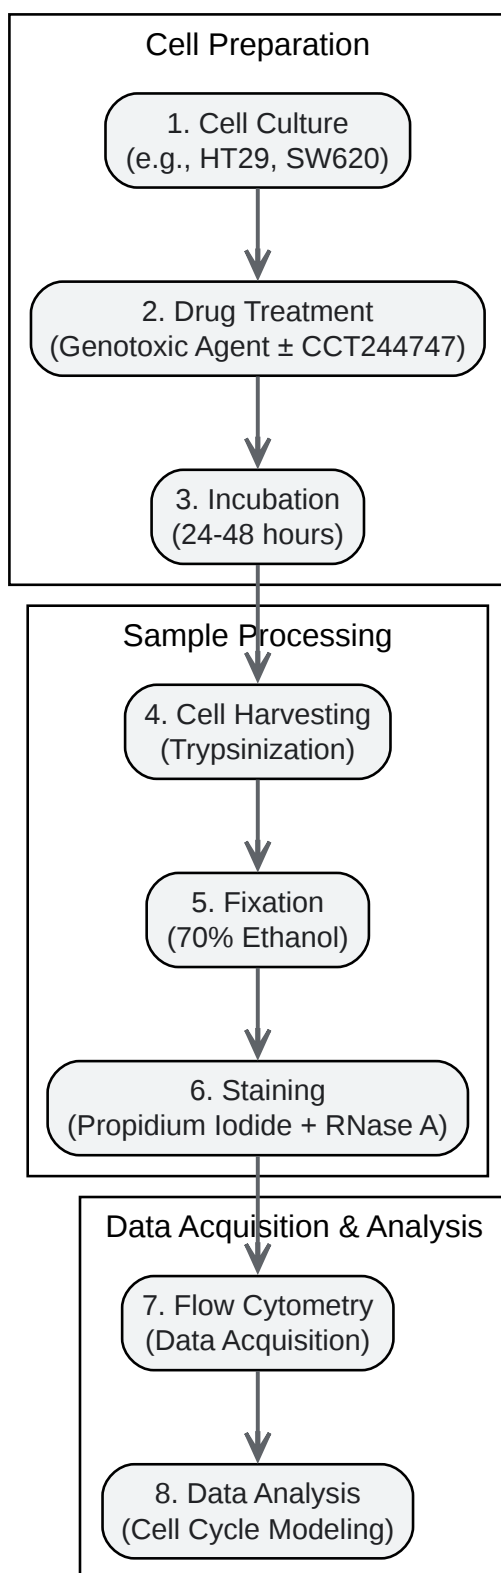 Cell Preparation
1. Cell Culture
(e.g., HT29, SW620)
2. Drug Treatment
(Genotoxic Agent ± CCT244747)
3. Incubation
(24-48 hours)
Sample Processing
4. Cell Harvesting
(Trypsinization)
5. Fixation
(70% Ethanol)
6. Staining
(Propidium Iodide + RNase A)
Data Acquisition & Analysis
7. Flow Cytometry
(Data Acquisition)
8. Data Analysis
(Cell Cycle Modeling)